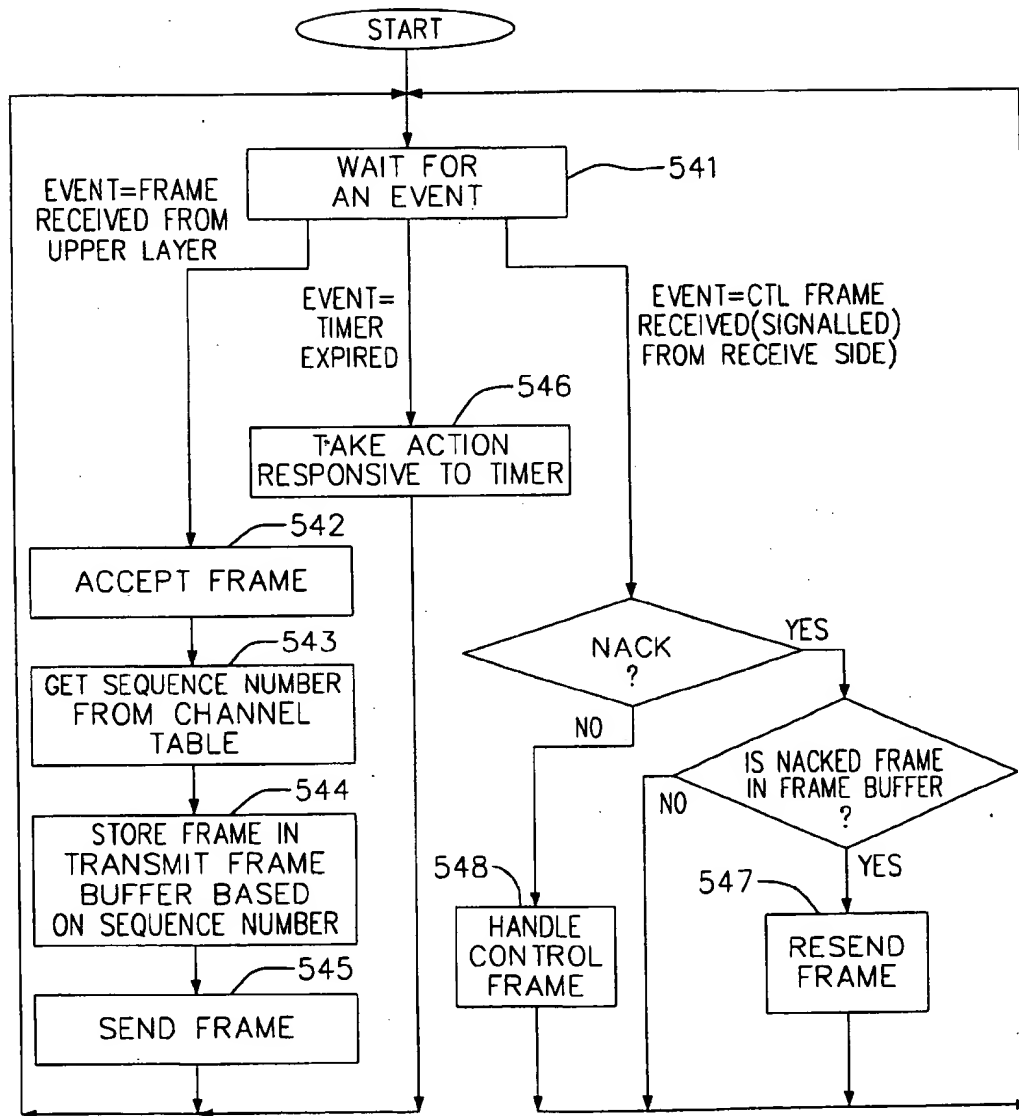 START
WAIT FOR
AN EVENT
541
EVENT=FRAME
RECEIVED FROM
UPPER LAYER
EVENT=
TIMER
EXPIRED
EVENT=CTL FRAME
RECEIVED(SIGNALLED)
FROM RECEIVE SIDE)
546
TAKE ACTION
RESPONSIVE TO TIMER
542
ACCEPT FRAME
543
GET SEQUENCE NUMBER
FROM CHANNEL
TABLE
544
STORE FRAME IN
TRANSMIT FRAME
BUFFER BASED
ON SEQUENCE NUMBER
545
SEND FRAME
NACK
?
YES
NO
IS NACKED FRAME
IN FRAME BUFFER
?
NO
YES
548
HANDLE
CONTROL
FRAME
547
RESEND
FRAME